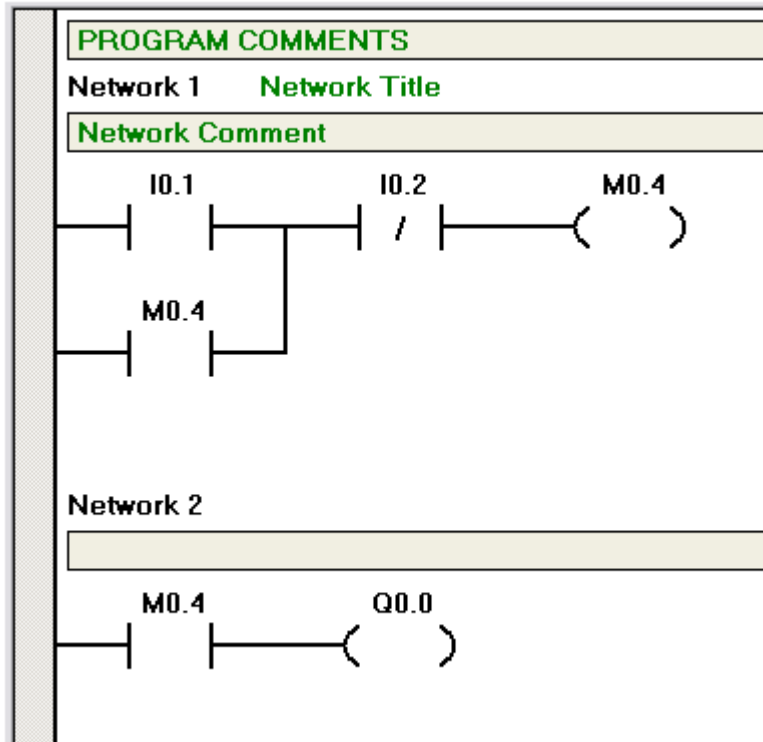 PROGRAM COMMENTS
Network 1 Network Title
Network Comment
I0.1 I0.2 M0.4
/
M0.4
Network 2
M0.4 Q0.0